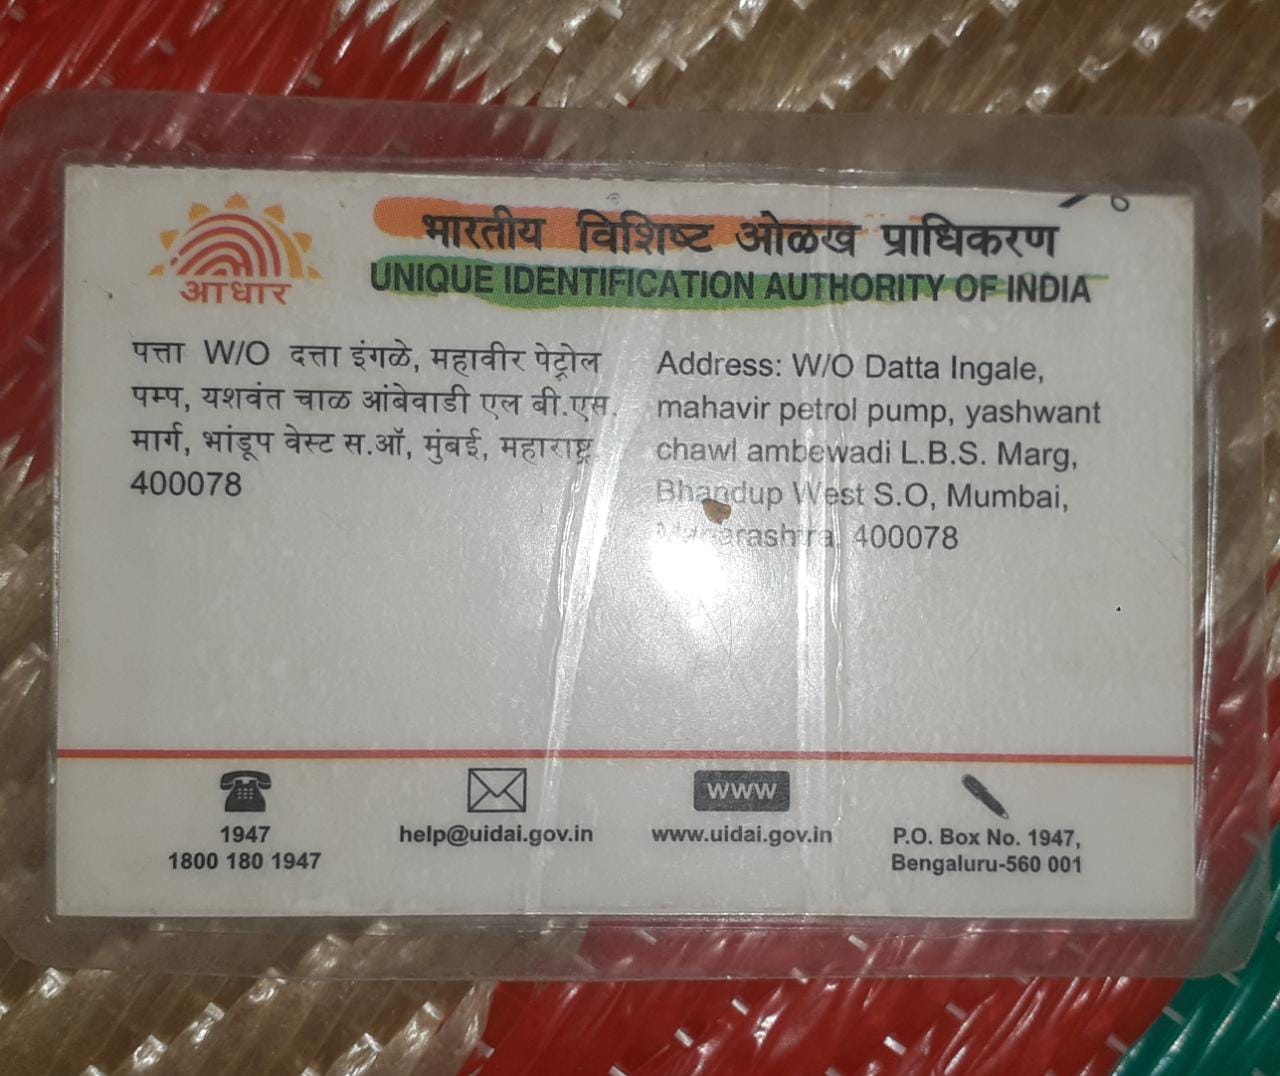 आधार
भारतीय विशिष्ट ओळख प्राधिकरण
UNIQUE IDENTIFICATION AUTHORITY OF INDIA
पत्ता W/O दत्ता इंगळे, महावीर पेट्रोल
पम्प, यशवंत चाळ आंबेवाडी एल बी.एस.
मार्ग, भांडूप वेस्ट स.ऑ, मुंबई, महाराष्ट्र
400078
Address: W/O Datta Ingale,
mahavir petrol pump, yashwant
chawl ambewadi L.B.S. Marg,
Bhandup West S.O, Mumbai,
Maharashtra, 400078
1947
1800 180 1947
help@uidai.gov.in
www
www.uidai.gov.in
P.O. Box No. 1947,
Bengaluru-560 001